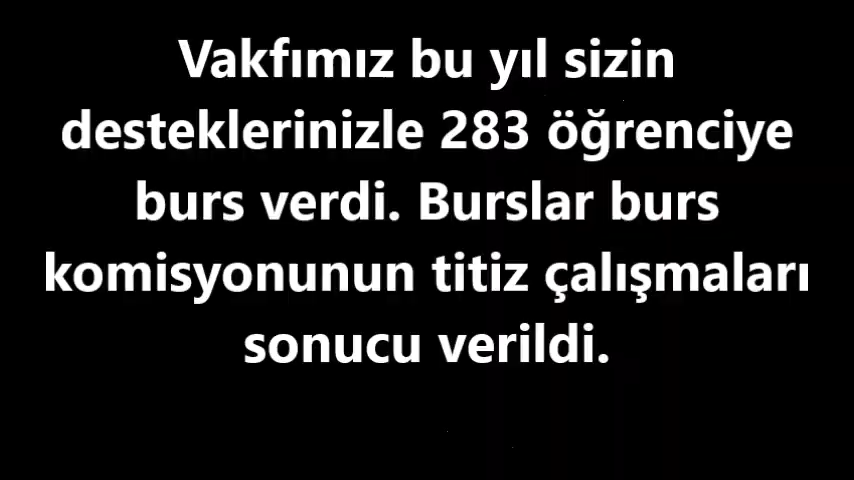 Vakfımız bu yıl sizin
desteklerinizle 283 öğrenciye
burs verdi. Burslar burs
komisyonunun titiz çalışmaları
sonucu verildi.